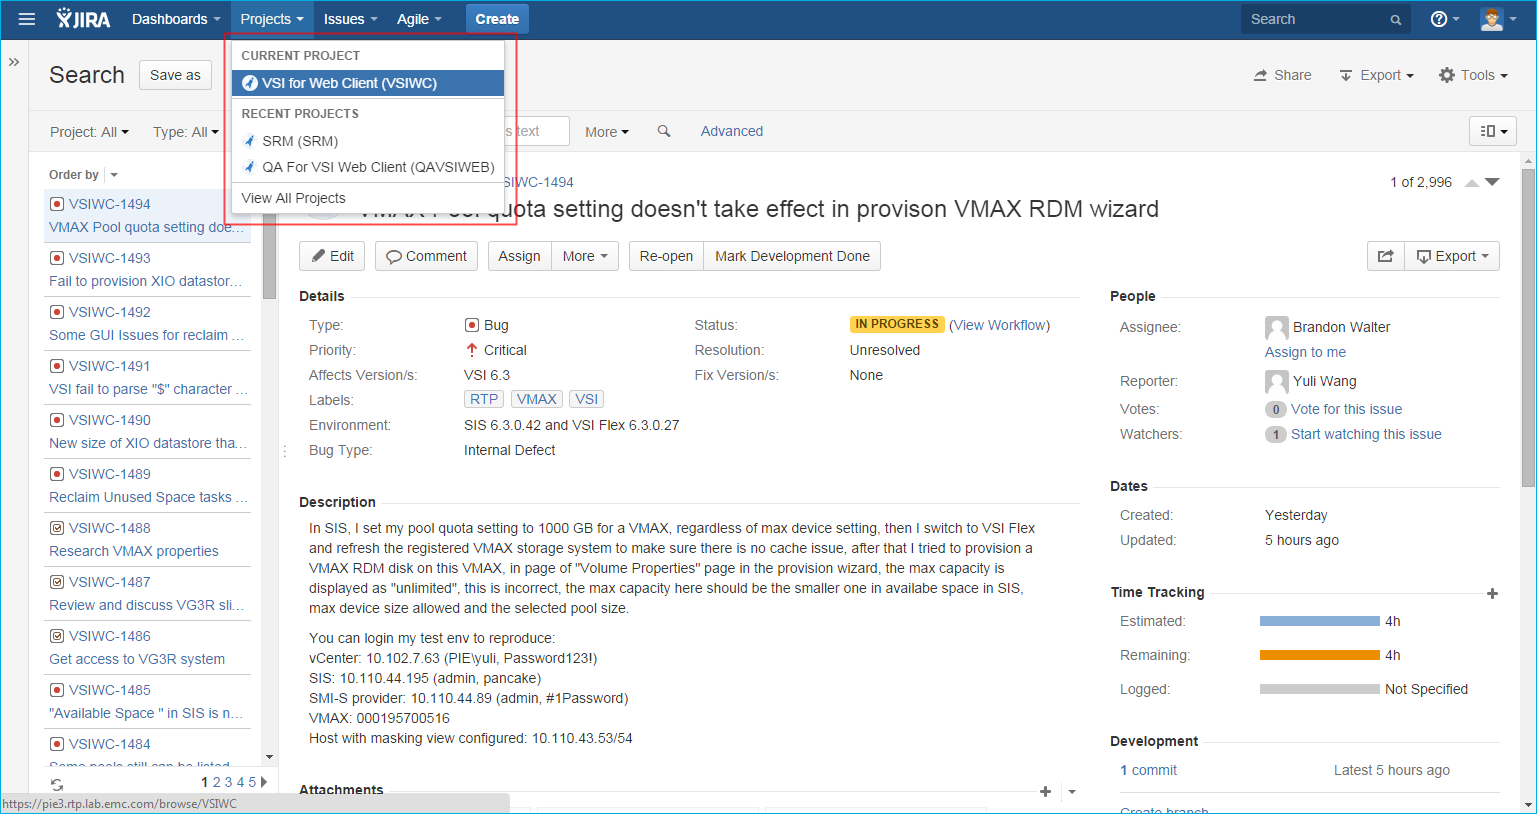 JIRA Dashboards Projects Issues Agile Create Search
CURRENT PROJECT
VSI for Web Client (VSIWC)
RECENT PROJECTS
SRM (SRM)
QA For VSI Web Client (QAVSIWEB)
View All Projects
Search Save as Share Export Tools
Project: All Type: All text More Advanced
Order by
VSIWC-1494
VMAX Pool quota setting doe...
VSIWC-1493
Fail to provision XIO datastor...
VSIWC-1492
Some GUI Issues for reclaim ...
VSIWC-1491
VSI fail to parse "$" character ...
VSIWC-1490
New size of XIO datastore tha...
VSIWC-1489
Reclaim Unused Space tasks ...
VSIWC-1488
Research VMAX properties
VSIWC-1487
Review and discuss VG3R sli...
VSIWC-1486
Get access to VG3R system
VSIWC-1485
"Available Space " in SIS is n...
VSIWC-1484
Some pools still can be listed
1 2 3 4 5
https://pie3.rtp.lab.emc.com/browse/VSIWC
SIWC-1494 1 of 2,996
VMAX Pool quota setting doesn't take effect in provison VMAX RDM wizard
Edit Comment Assign More Re-open Mark Development Done Export
Details
Type: Bug Status: IN PROGRESS (View Workflow)
Priority: Critical Resolution: Unresolved
Affects Version/s: VSI 6.3 Fix Version/s: None
Labels: RTP VMAX VSI
Environment: SIS 6.3.0.42 and VSI Flex 6.3.0.27
Bug Type: Internal Defect
Description
In SIS, I set my pool quota setting to 1000 GB for a VMAX, regardless of max device setting, then I switch to VSI Flex
and refresh the registered VMAX storage system to make sure there is no cache issue, after that I tried to provision a
VMAX RDM disk on this VMAX, in page of "Volume Properties" page in the provision wizard, the max capacity is
displayed as "unlimited", this is incorrect, the max capacity here should be the smaller one in availabe space in SIS,
max device size allowed and the selected pool size.
You can login my test env to reproduce:
vCenter: 10.102.7.63 (PIE\yuli, Password123!)
SIS: 10.110.44.195 (admin, pancake)
SMI-S provider: 10.110.44.89 (admin, #1Password)
VMAX: 000195700516
Host with masking view configured: 10.110.43.53/54
Attachments
People
Assignee: Brandon Walter
Assign to me
Reporter: Yuli Wang
Votes: 0 Vote for this issue
Watchers: 1 Start watching this issue
Dates
Created: Yesterday
Updated: 5 hours ago
Time Tracking
Estimated: 4h
Remaining: 4h
Logged: Not Specified
Development
1 commit Latest 5 hours ago
Create branch